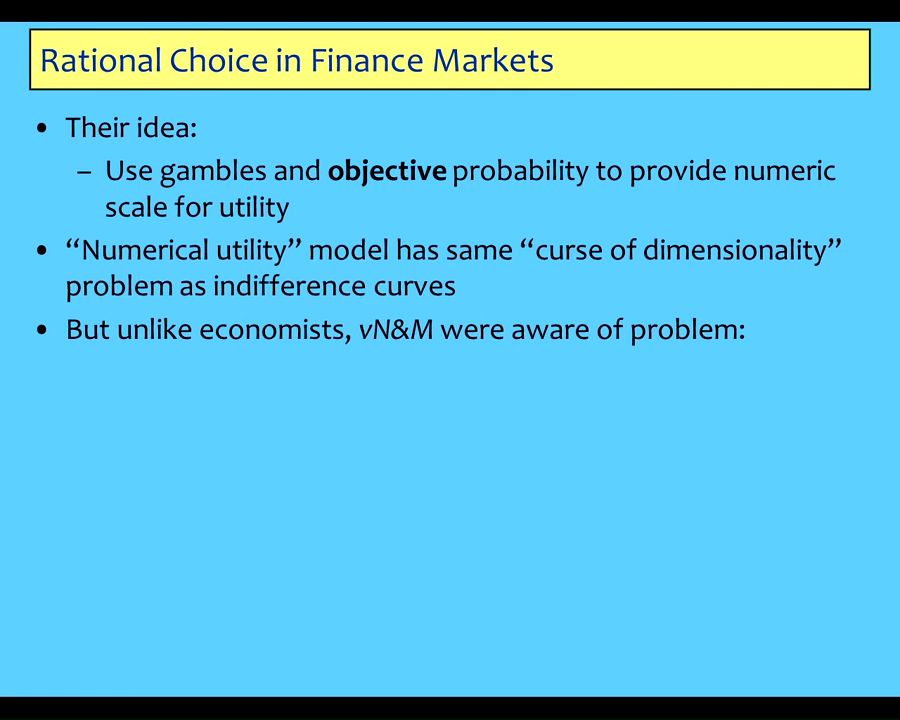 Rational Choice in Finance Markets
• Their idea:
– Use gambles and objective probability to provide numeric
scale for utility
• “Numerical utility” model has same “curse of dimensionality”
problem as indifference curves
• But unlike economists, vN&M were aware of problem: